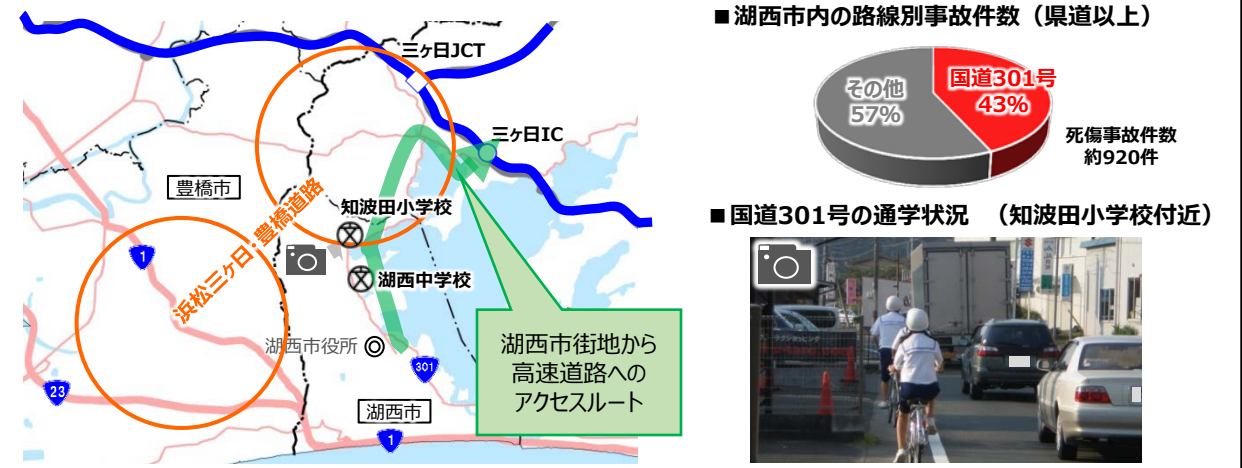 三ヶ日JCT
三ヶ日IC
豊橋市
浜松三ヶ日・豊橋道路
知波田小学校
湖西中学校
湖西市役所
湖西市
1
23
301
1
湖西市街地から
高速道路への
アクセスルート
■湖西市内の路線別事故件数（県道以上）
その他
57%
国道301号
43%
死傷事故件数
約920件
■国道301号の通学状況　（知波田小学校付近）